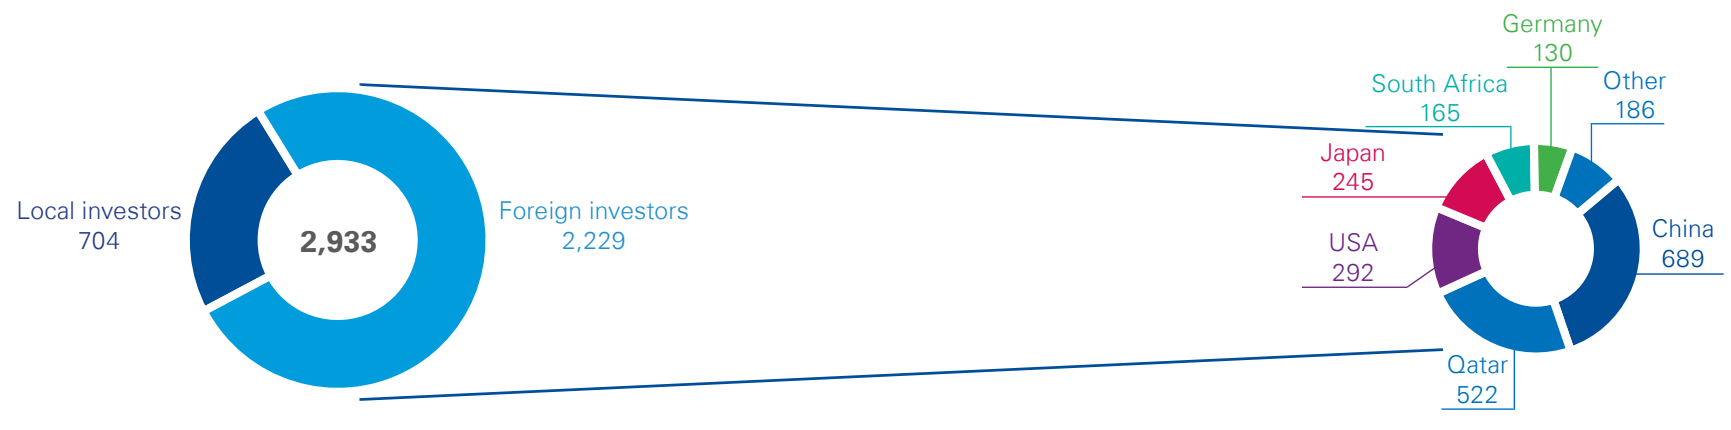 Local investors
704
2,933
Foreign investors
2,229
Germany
130
South Africa
165
Other
186
Japan
245
USA
292
China
689
Qatar
522